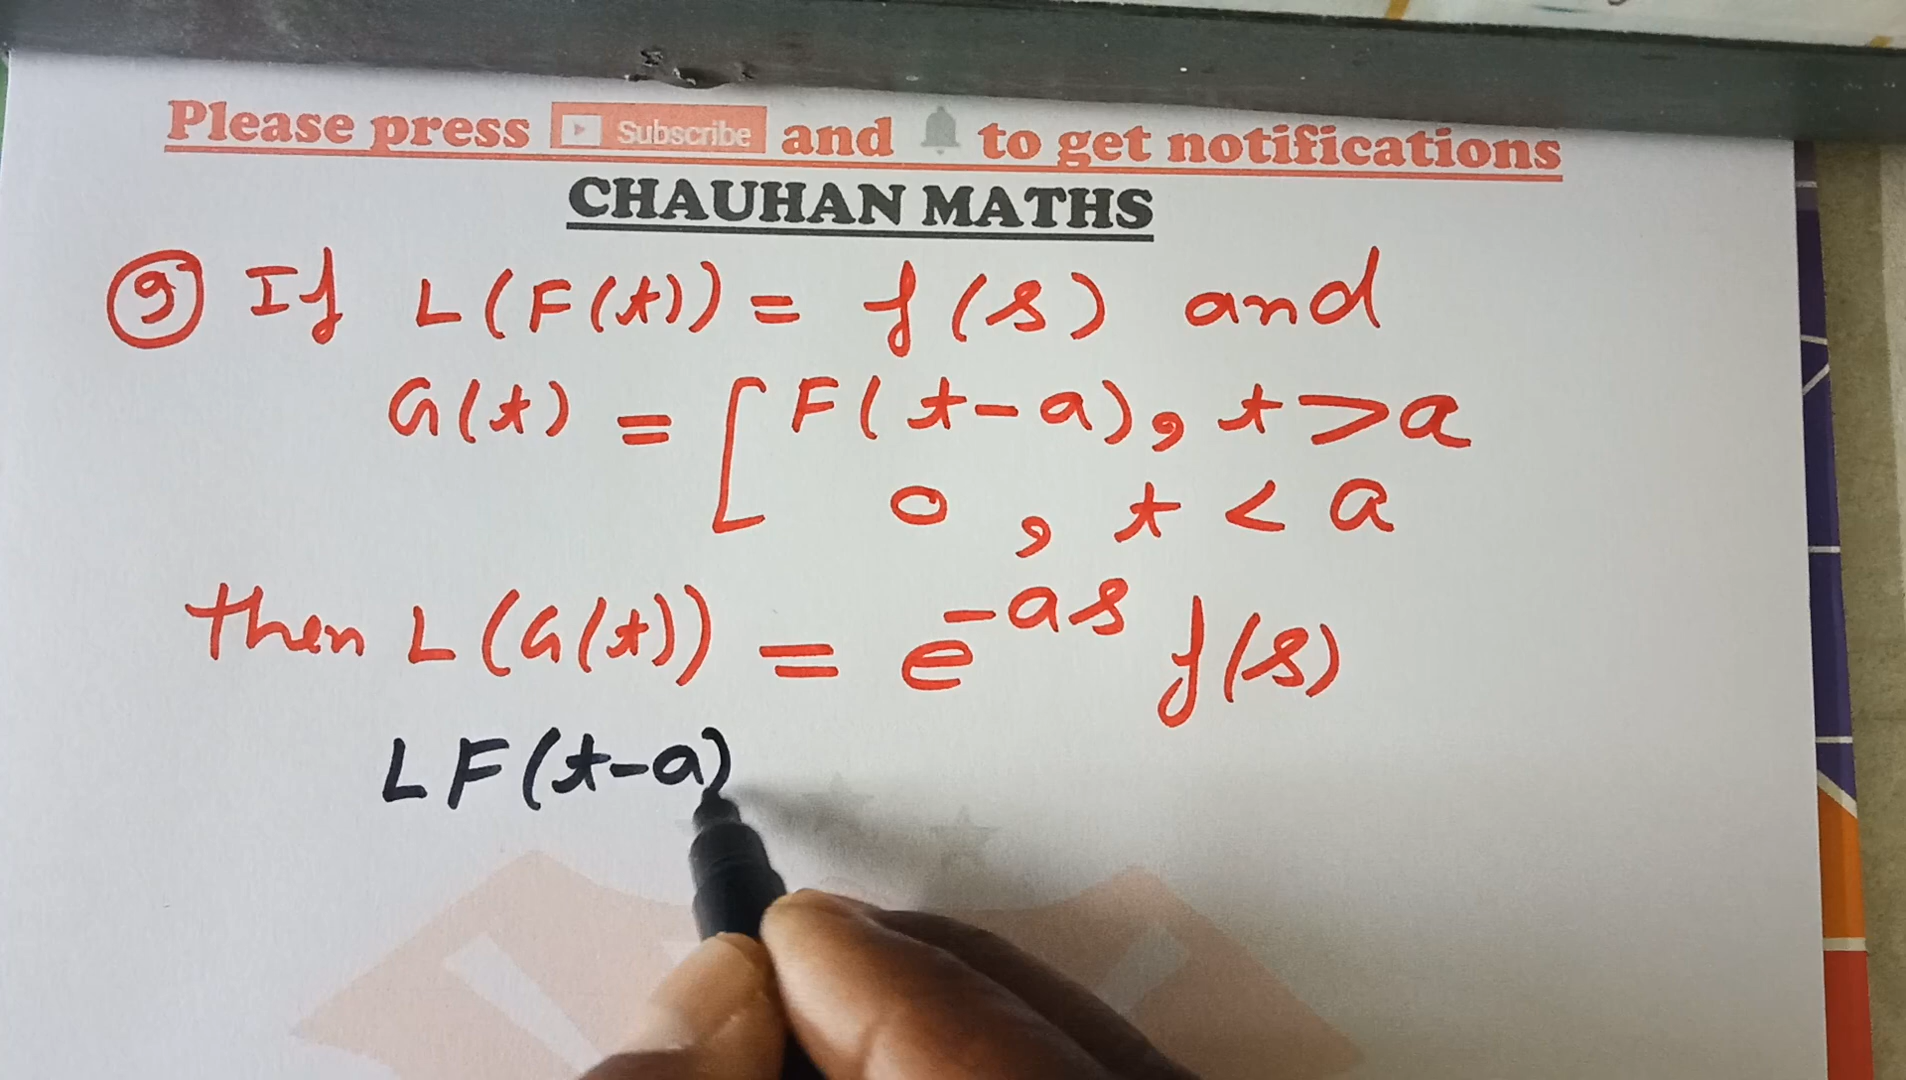 Please press Subscribe and to get notifications
CHAUHAN MATHS
9 If L(F(t)) = f(s) and
G(t) = [ F(t-a), t>a
0, t < a
then L(G(t)) = e^-as f(s)
LF(t-a)